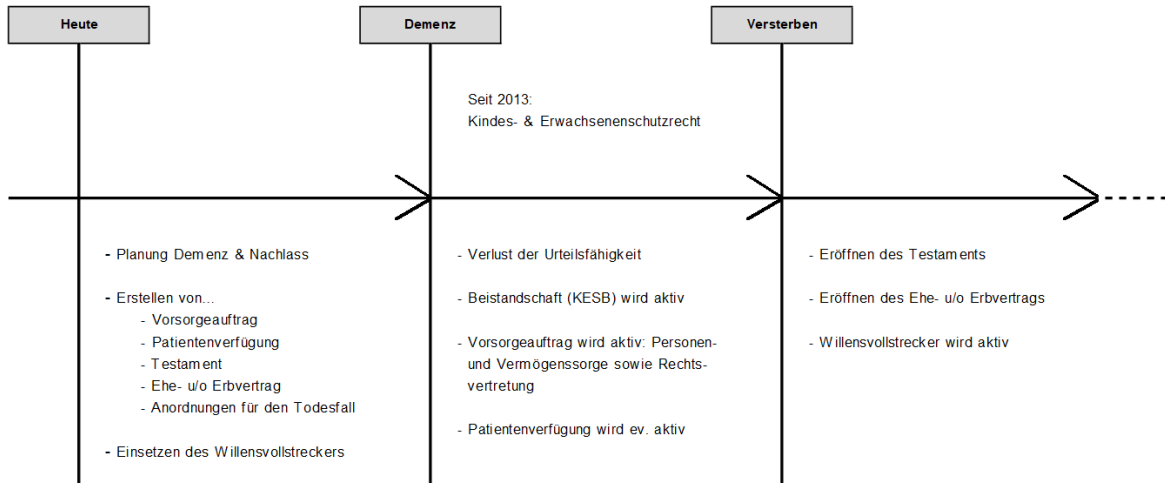 Heute
Demenz
Versterben
Seit 2013:
Kindes- & Erwachsenenschutzrecht
- Planung Demenz & Nachlass
- Erstellen von...
- Vorsorgeauftrag
- Patientenverfügung
- Testament
- Ehe- u/o Erbvertrag
- Anordnungen für den Todesfall
- Einsetzen des Willensvollstreckers
- Verlust der Urteilsfähigkeit
- Beistandschaft (KESB) wird aktiv
- Vorsorgeauftrag wird aktiv: Personen-
und Vermögenssorge sowie Rechts-
vertretung
- Patientenverfügung wird ev. aktiv
- Eröffnen des Testaments
- Eröffnen des Ehe- u/o Erbvertrags
- Willensvollstrecker wird aktiv